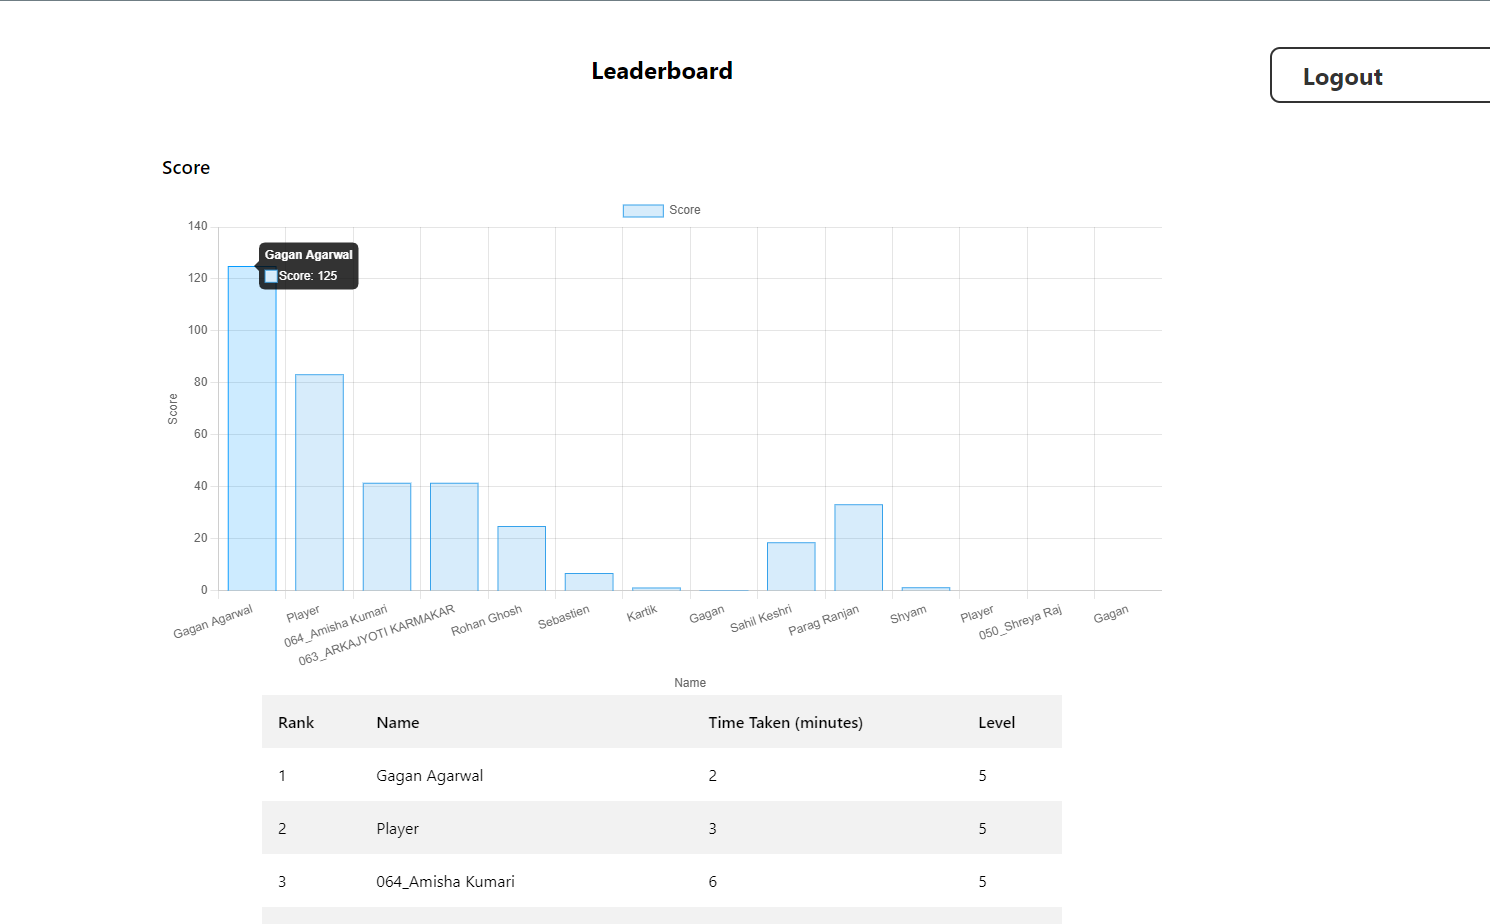 Leaderboard
Logout
Score
Score
140
Gagan Agarwal
Score: 125
120
100
80
Score
60
40
20
0
Gagan Agarwal
Player
064_Amisha Kumari
063_ARKAJYOTI KARMAKAR
Rohan Ghosh
Sebastien
Kartik
Gagan
Sahil Keshri
Parag Ranjan
Shyam
Player
050_Shreya Raj
Gagan
Name
Rank Name Time Taken (minutes) Level
1 Gagan Agarwal 2 5
2 Player 3 5
3 064_Amisha Kumari 6 5